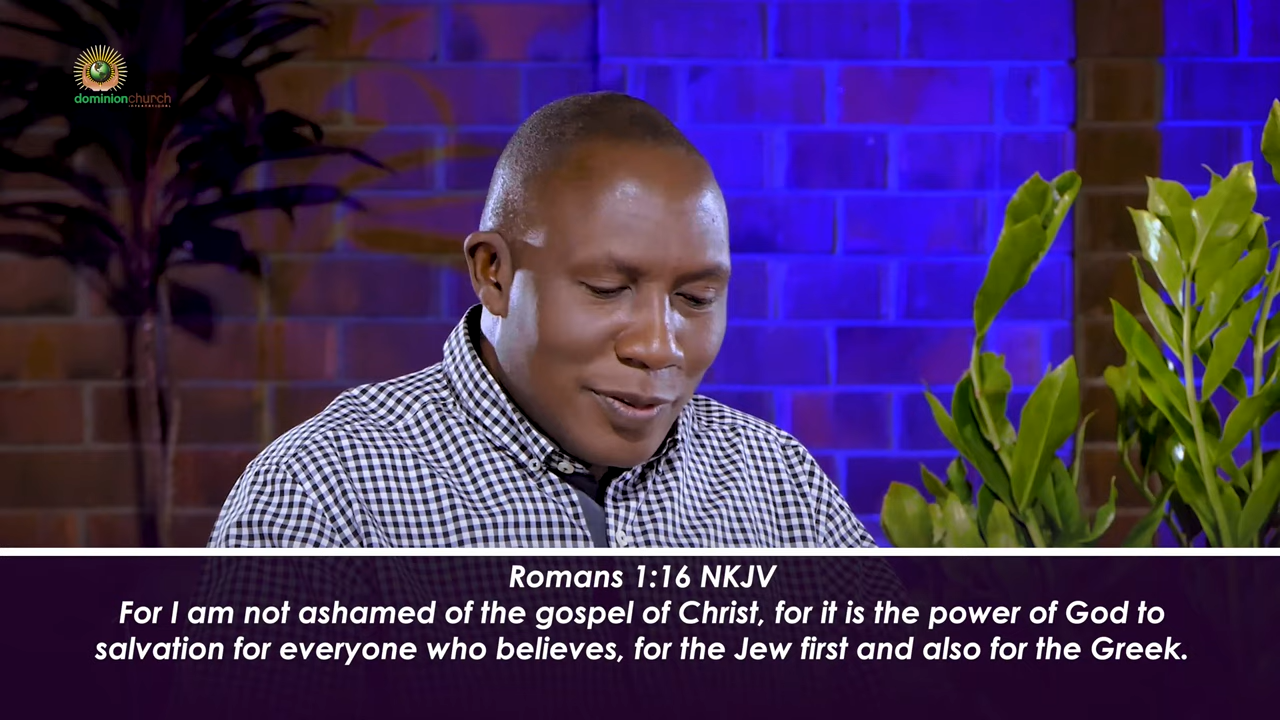 dominionchurch
INTERNATIONAL
Romans 1:16 NKJV
For I am not ashamed of the gospel of Christ, for it is the power of God to
salvation for everyone who believes, for the Jew first and also for the Greek.